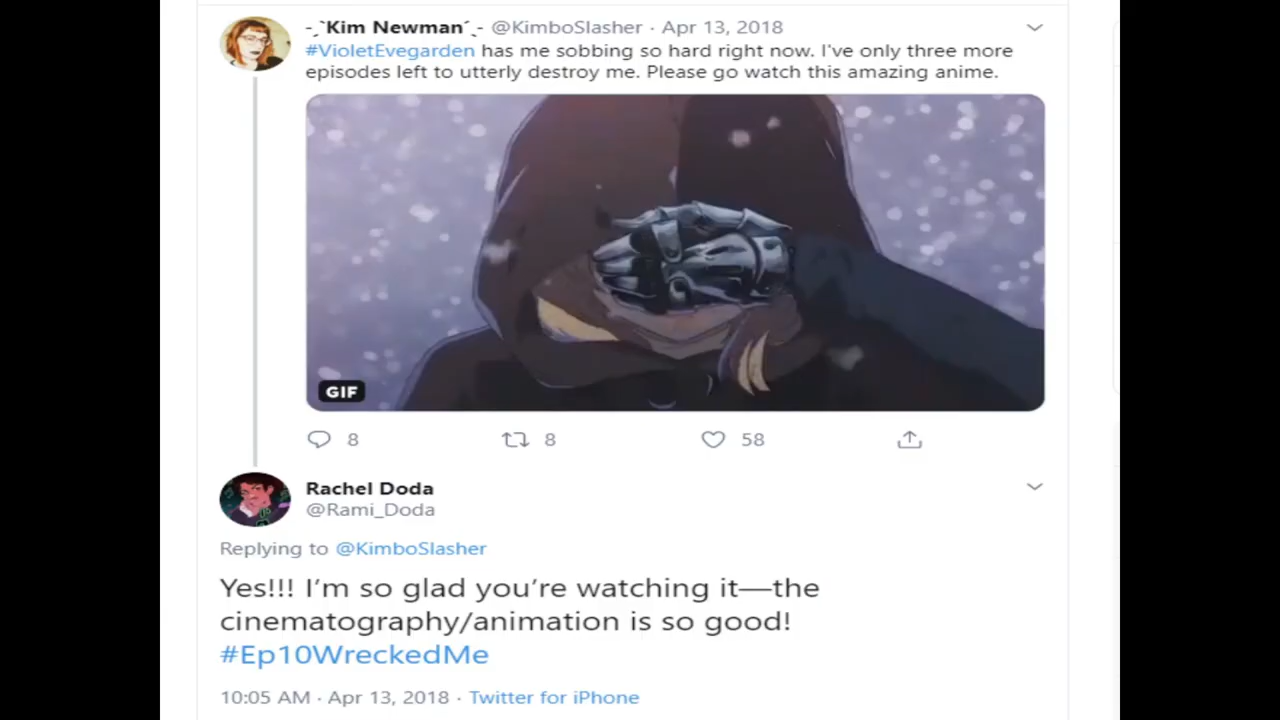 -ˏˋKim Newmanˊˎ- @KimboSlasher · Apr 13, 2018
#VioletEvegarden has me sobbing so hard right now. I've only three more
episodes left to utterly destroy me. Please go watch this amazing anime.
GIF
8 8 58
Rachel Doda
@Rami_Doda
Replying to @KimboSlasher
Yes!!! I’m so glad you’re watching it—the
cinematography/animation is so good!
#Ep10WreckedMe
10:05 AM · Apr 13, 2018 · Twitter for iPhone